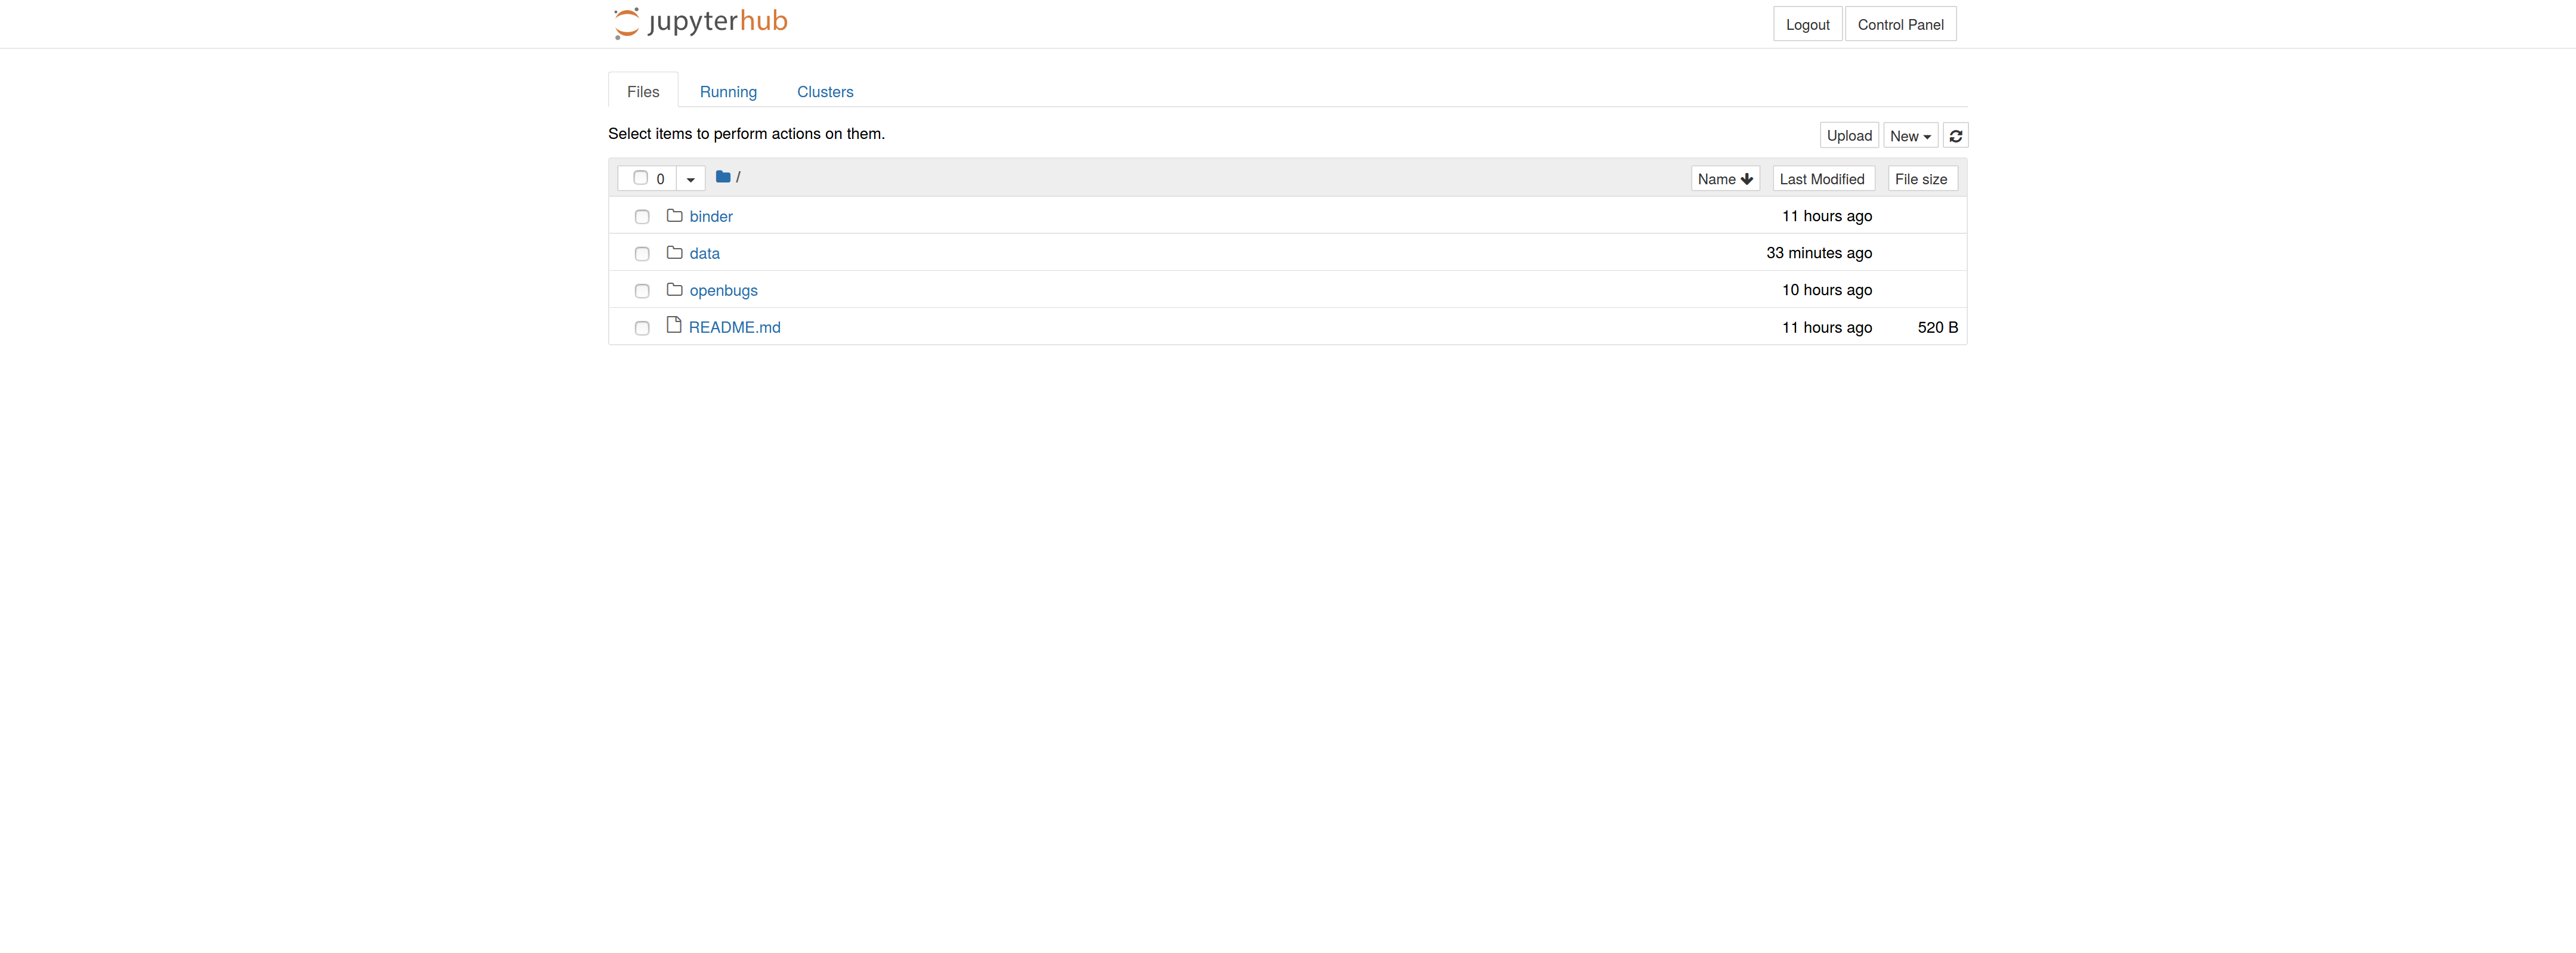 jupyterhub Logout Control Panel
Files Running Clusters
Select items to perform actions on them. Upload New
0 / Name Last Modified File size
binder 11 hours ago
data 33 minutes ago
openbugs 10 hours ago
README.md 11 hours ago 520 B